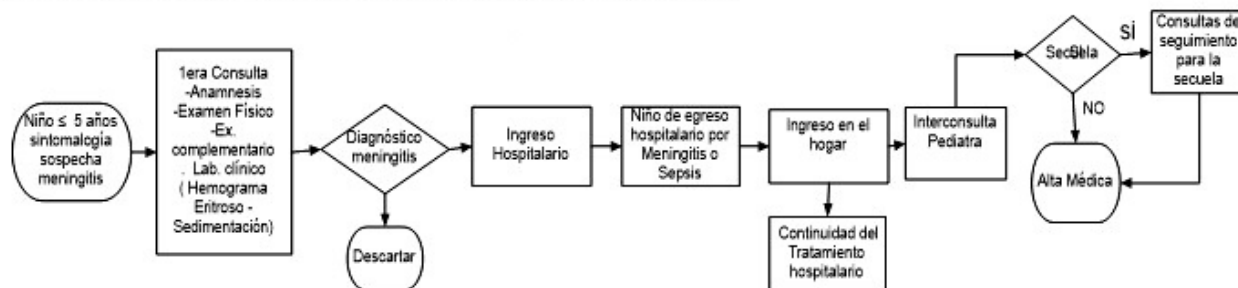 Niño ≤ 5 años
sintomalogía
sospecha
meningitis
1era Consulta
-Anamnesis
-Examen Físico
-Ex.
complementario
. Lab. clínico
( Hemograma
Eritroso -
Sedimentación)
Diagnóstico
meningitis
Descartar
Ingreso
Hospitalario
Niño de egreso
hospitalario por
Meningitis o
Sepsis
Ingreso en el
hogar
Continuidad del
Tratamiento
hospitalario
Interconsulta
Pediatra
SÍ
NO
Consultas de
seguimiento
para la
secuela
Alta Médica